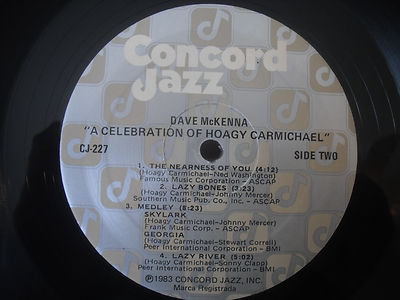 Concord
Jazz
DAVE McKENNA
"A CELEBRATION OF HOAGY CARMICHAEL"
CJ-227 SIDE TWO
1. THE NEARNESS OF YOU (4:12)
(Hoagy Carmichael-Ned Washington)
Famous Music Corporation - ASCAP
2. LAZY BONES (3:23)
(Hoagy Carmichael-Johnny Mercer)
Southern Music Pub. Co., Inc. - ASCAP
3. MEDLEY (8:23)
SKYLARK
(Hoagy Carmichael-Johnny Mercer)
Frank Music Corp. - ASCAP
GEORGIA
(Hoagy Carmichael-Stewart Correll)
Peer International Corporation - BMI
4. LAZY RIVER (5:02)
(Hoagy Carmichael-Sonny Clapp)
Peer International Corporation - BMI
℗1983 CONCORD JAZZ, INC.
Marca Registrada